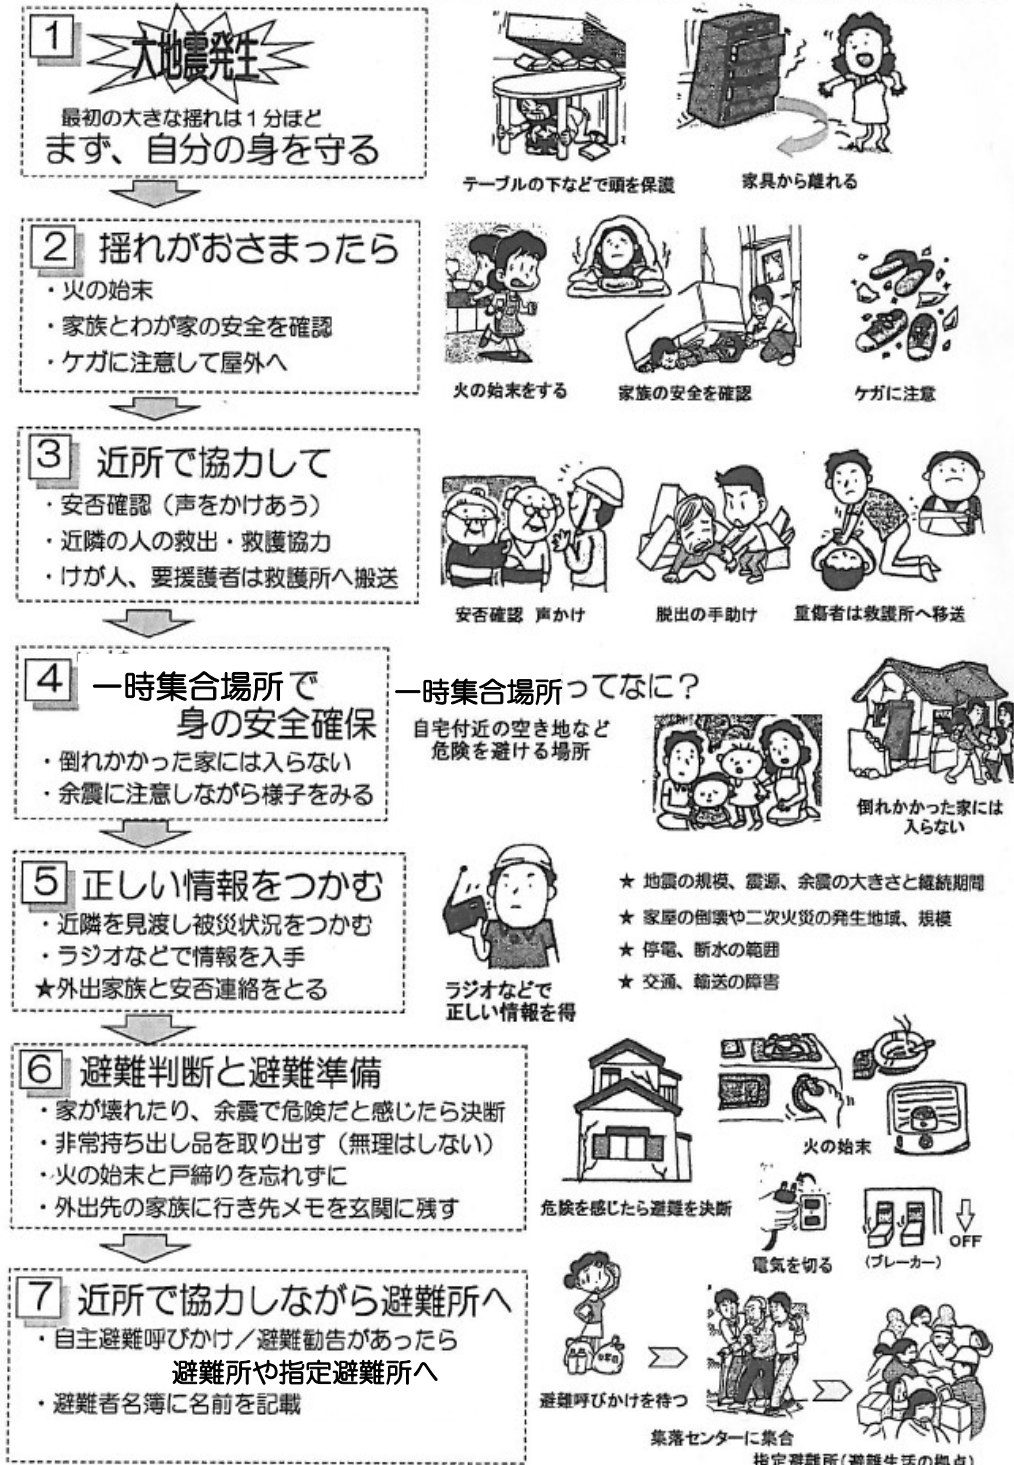 1
大地震発生
最初の大きな揺れは1分ほど
まず、自分の身を守る
テーブルの下などで頭を保護
家具から離れる
2 揺れがおさまったら
・火の始末
・家族とわが家の安全を確認
・ケガに注意して屋外へ
火の始末をする
家族の安全を確認
ケガに注意
3 近所で協力して
・安否確認（声をかけあう）
・近隣の人の救出・救護協力
・けが人、要援護者は救護所へ搬送
安否確認 声かけ
脱出の手助け
重傷者は救護所へ移送
4 一時集合場所で
身の安全確保
・倒れかかった家には入らない
・余震に注意しながら様子をみる
一時集合場所ってなに？
自宅付近の空き地など
危険を避ける場所
倒れかかった家には
入らない
5 正しい情報をつかむ
・近隣を見渡し被災状況をつかむ
・ラジオなどで情報を入手
★外出家族と安否連絡をとる
ラジオなどで
正しい情報を得
★ 地震の規模、震源、余震の大きさと継続期間
★ 家屋の倒壊や二次火災の発生地域、規模
★ 停電、断水の範囲
★ 交通、輸送の障害
6 避難判断と避難準備
・家が壊れたり、余震で危険だと感じたら決断
・非常持ち出し品を取り出す（無理はしない）
・火の始末と戸締りを忘れずに
・外出先の家族に行き先メモを玄関に残す
危険を感じたら避難を決断
火の始末
電気を切る
(ブレーカー)
OFF
7 近所で協力しながら避難所へ
・自主避難呼びかけ／避難勧告があったら
避難所や指定避難所へ
・避難者名簿に名前を記載
避難呼びかけを待つ
集落センターに集合
指定避難所(避難生活の拠点)